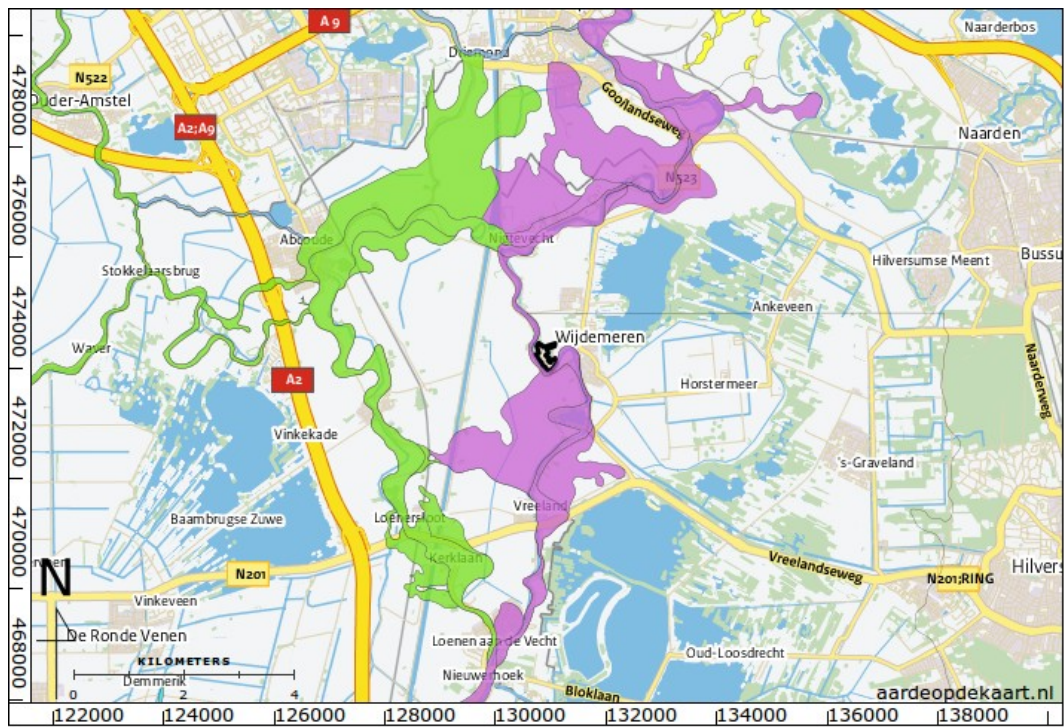 A 9
Naarderbos
Driemond
N522
478000
Ouder-Amstel
Gooilandseweg
A2;A9
Naarden
N523
476000
Abcoude
Nigtevecht
Bussu
Hilversumse Meent
Stokkelaarsbrug
Ankeveen
474000
Waver
Wijdemeren
Naarderweg
A2
Horstermeer
472000
Vinkekade
's-Graveland
Vreeland
Baambrugse Zuwe
Loenersloot
470000
Kerklaan
Vreelandseweg
N201
N201;RING
Hilvers
N
Vinkeveen
De Ronde Venen
Loenen aan de Vecht
468000
Oud-Loosdrecht
KILOMETERS
Nieuwerhoek
Demmerik
0 2 4
Bloklaan
aardeopdekaart.nl
122000 124000 126000 128000 130000 132000 134000 136000 138000